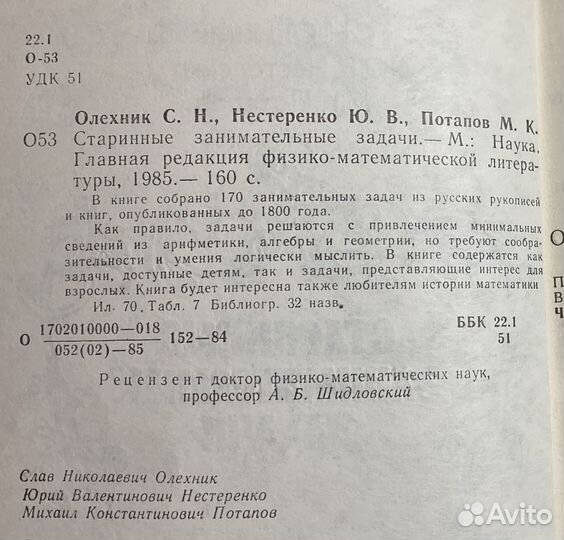 22.1
О-53
УДК 51
Олехник С. Н., Нестеренко Ю. В., Потапов М. К.
О53 Старинные занимательные задачи.— М.: Наука,
Главная редакция физико-математической литера-
туры, 1985.— 160 с.
В книге собрано 170 занимательных задач из русских рукописей
и книг, опубликованных до 1800 года.
Как правило, задачи решаются с привлечением минимальных
сведений из арифметики, алгебры и геометрии, но требуют сообра-
зительности и умения логически мыслить. В книге содержатся как
задачи, доступные детям, так и задачи, представляющие интерес для
взрослых. Книга будет интересна также любителям истории математики
Ил. 70. Табл. 7 Библиогр. 32 назв.
О 1702010000—018
052(02)—85
152—84
ББК 22.1
51
Рецензент доктор физико-математических наук,
профессор А. Б. Шидловский
Слав Николаевич Олехник
Юрий Валентинович Нестеренко
Михаил Константинович Потапов
О
П
В
Ч
Avito